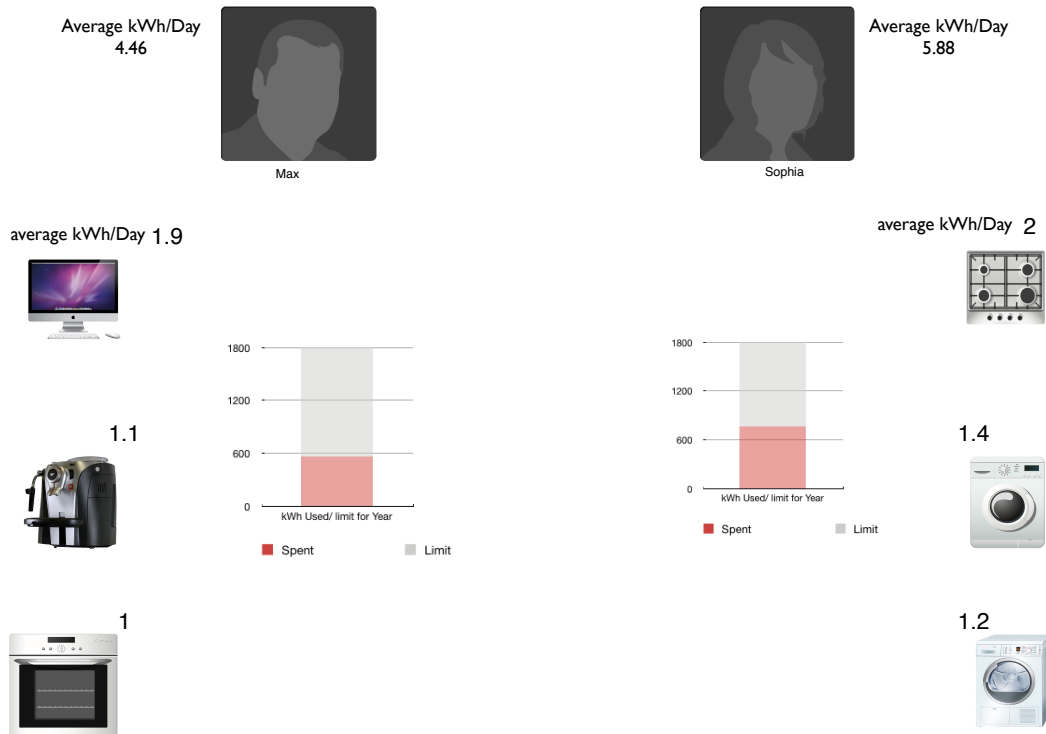 Average kWh/Day
4.46
Max
Average kWh/Day
5.88
Sophia
average kWh/Day 1.9
1.1
1
1800
1200
600
0
kWh Used/ limit for Year
Spent
Limit
1800
1200
600
0
kWh Used/ limit for Year
Spent
Limit
average kWh/Day 2
1.4
1.2